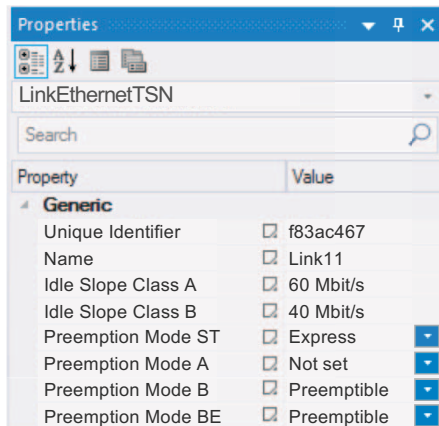 Properties
LinkEthernetTSN
Search
Property Value
Generic
Unique Identifier f83ac467
Name Link11
Idle Slope Class A 60 Mbit/s
Idle Slope Class B 40 Mbit/s
Preemption Mode ST Express
Preemption Mode A Not set
Preemption Mode B Preemptible
Preemption Mode BE Preemptible